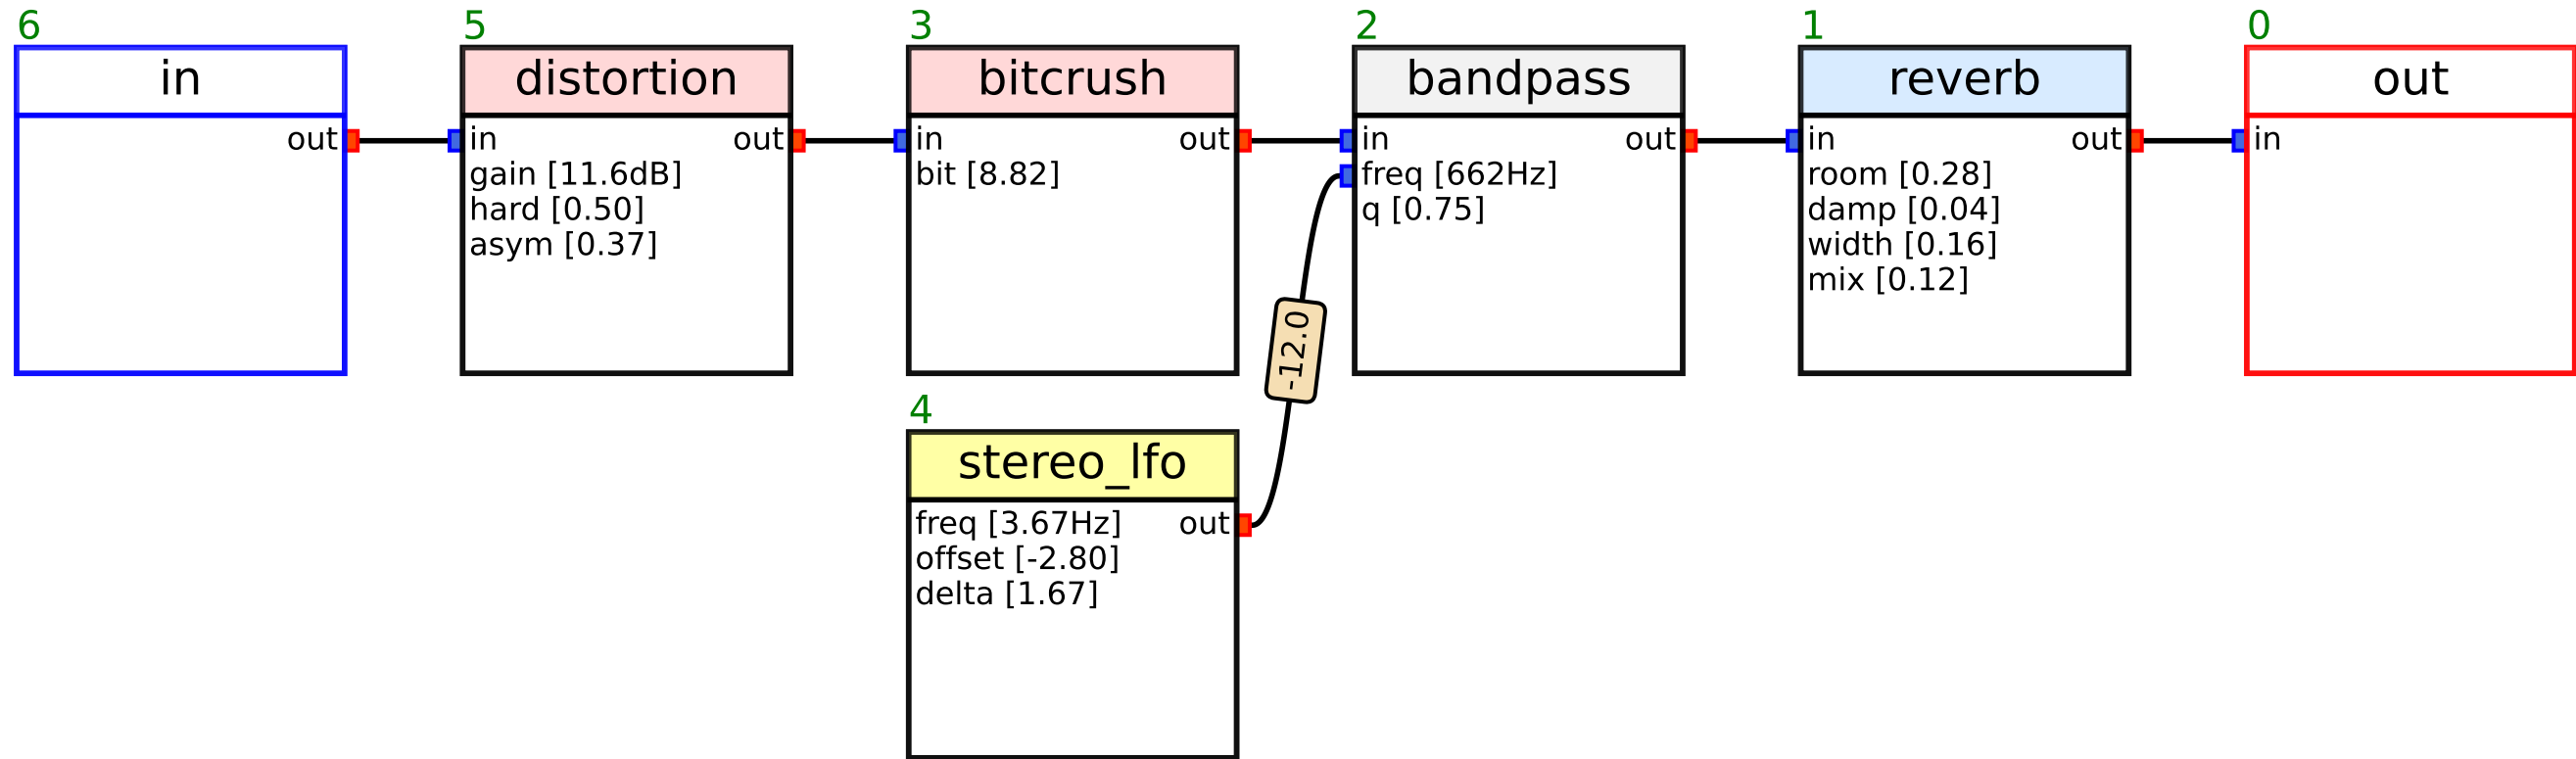 6
in
out
5
distortion
in out
gain [11.6dB]
hard [0.50]
asym [0.37]
3
bitcrush
in out
bit [8.82]
2
bandpass
in out
freq [662Hz]
q [0.75]
1
reverb
in out
room [0.28]
damp [0.04]
width [0.16]
mix [0.12]
0
out
in
-12.0
4
stereo_lfo
freq [3.67Hz] out
offset [-2.80]
delta [1.67]